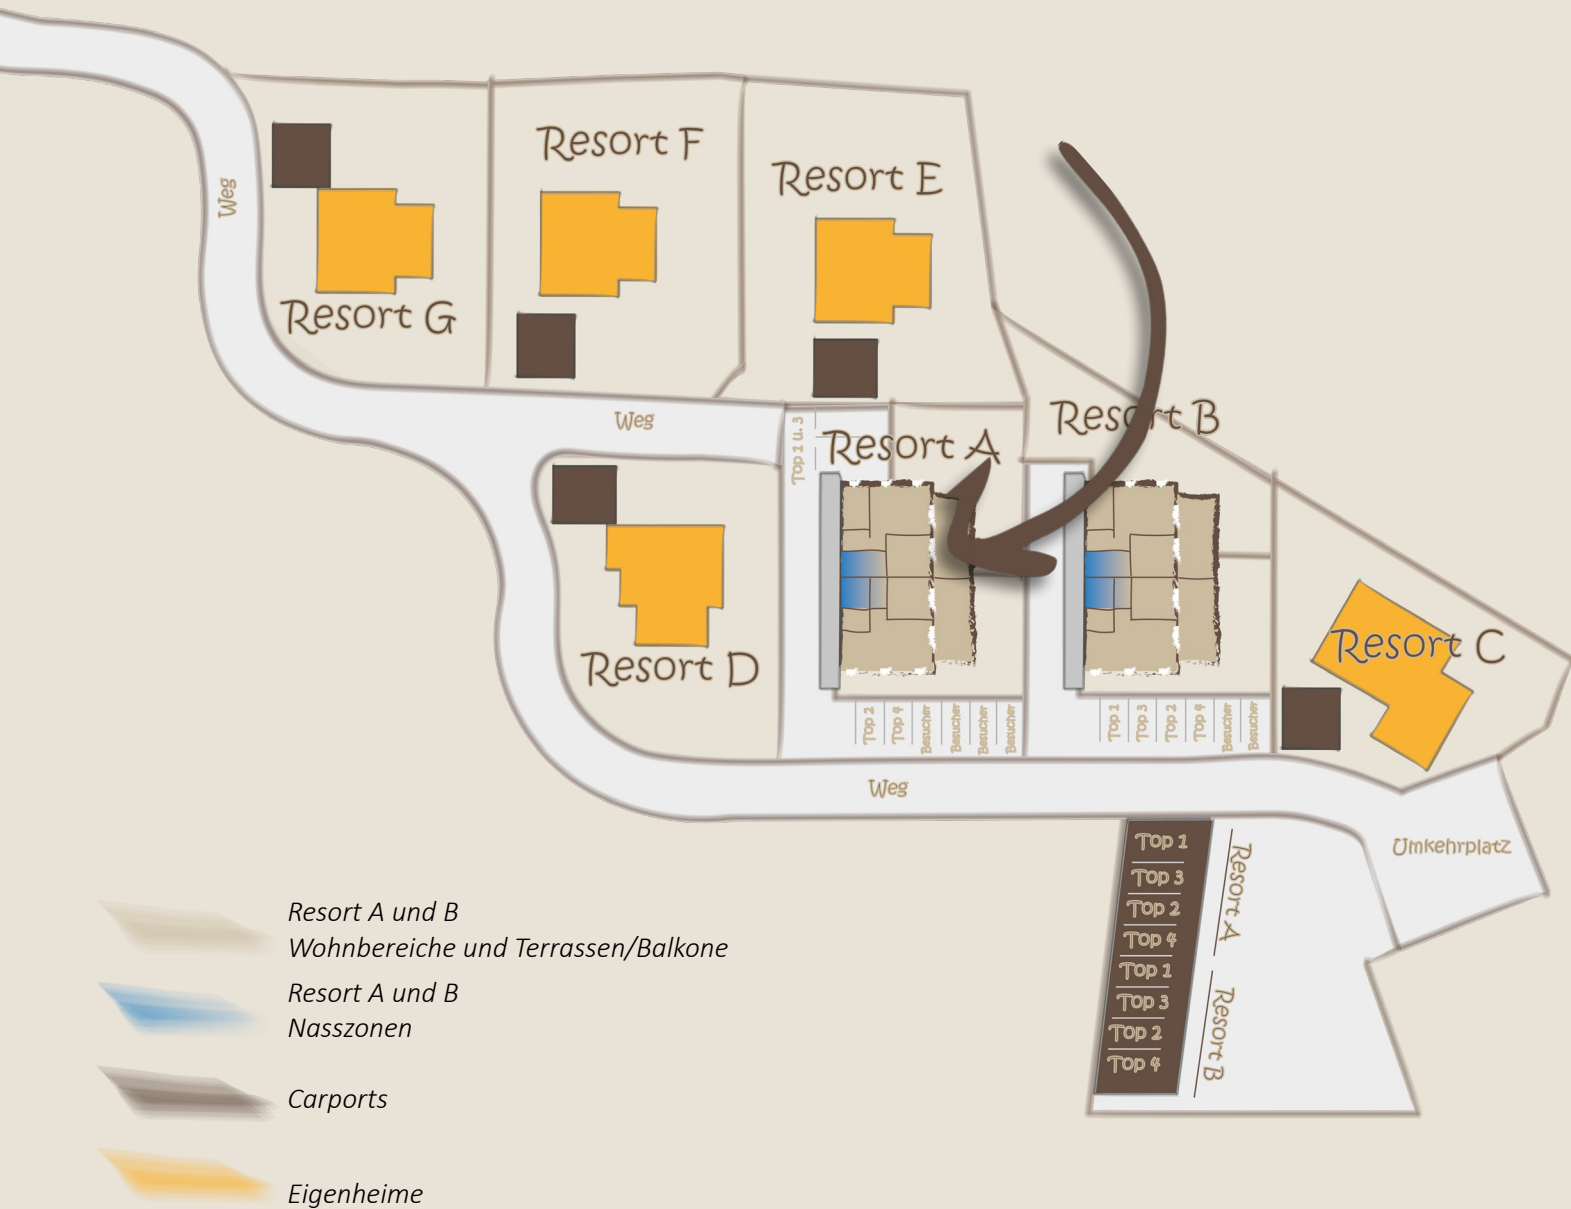 Resort F
Resort E
Weg
Resort G
Weg
Top 1 u. 3
Resort A
Resort B
Resort D
Resort C
Top 2
Top 4
Besucher
Besucher
Besucher
Besucher
Top 1
Top 3
Top 2
Top 4
Besucher
Besucher
Weg
Umkehrplatz
Top 1
Top 3
Top 2
Top 4
Top 1
Top 3
Top 2
Top 4
Resort A
Resort B
Resort A und B
Wohnbereiche und Terrassen/Balkone
Resort A und B
Nasszonen
Carports
Eigenheime